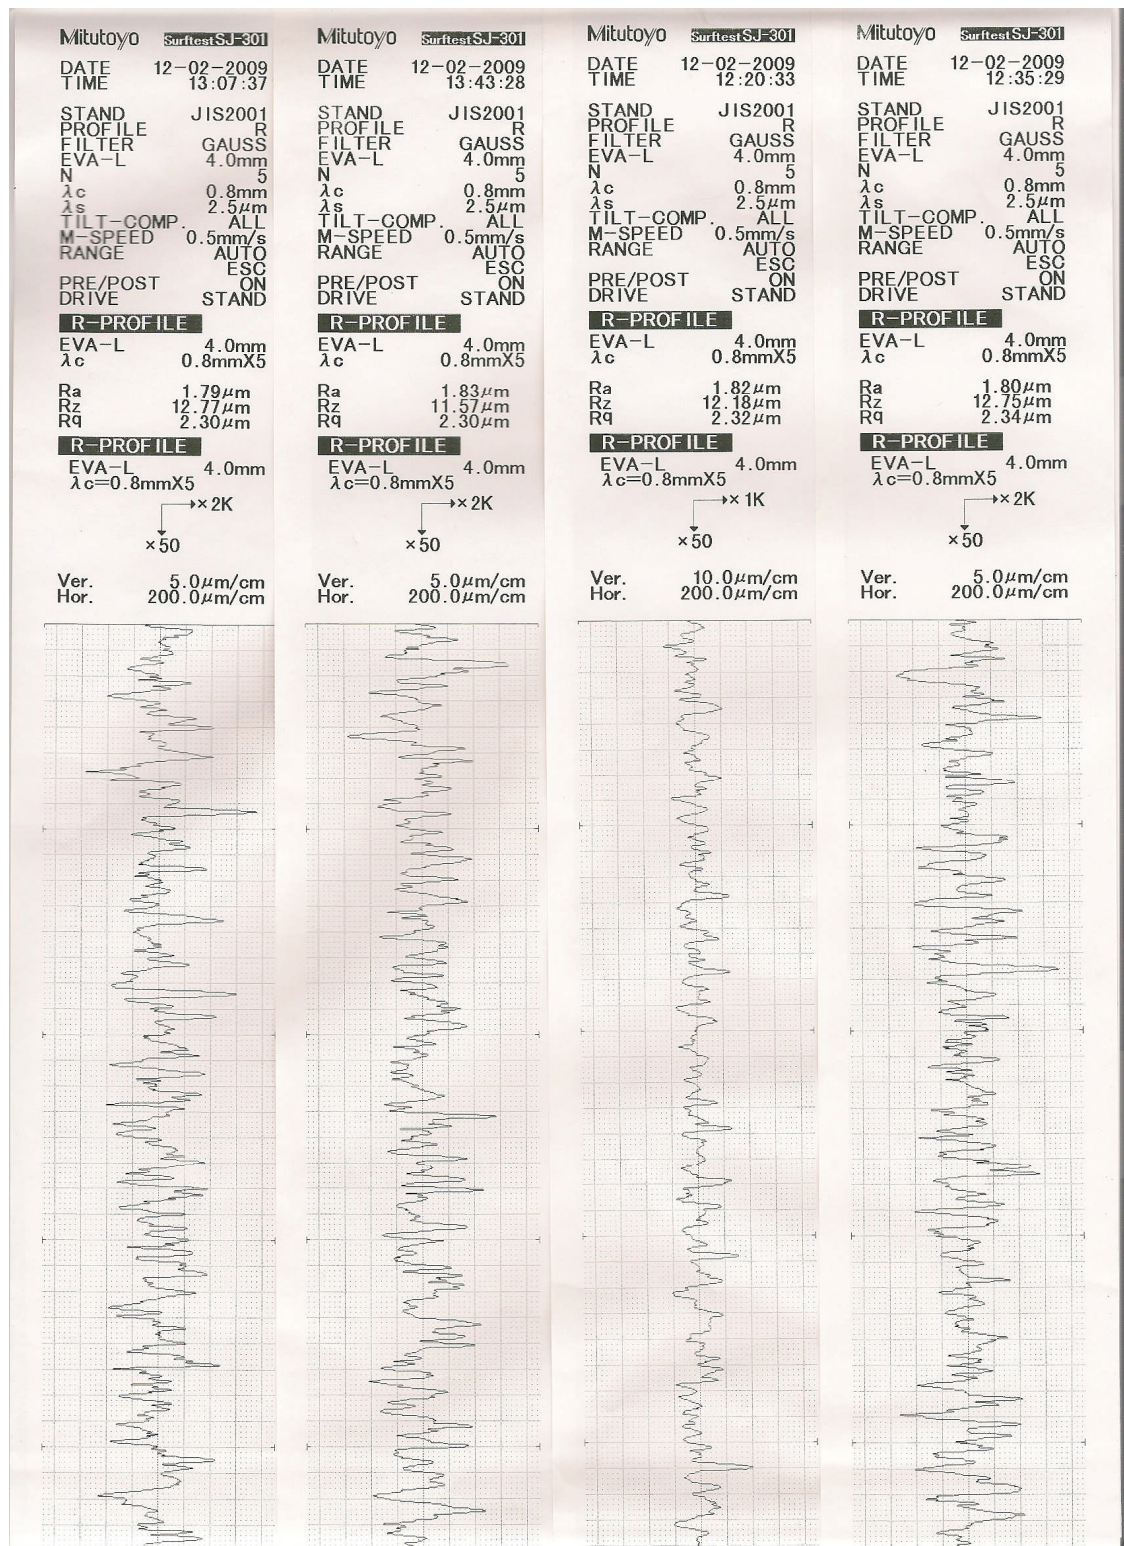 Mitutoyo SurftestSJ-301
DATE 12-02-2009
TIME 13:07:37
STAND JIS2001
PROFILE R
FILTER GAUSS
EVA-L 4.0mm
N 5
λc 0.8mm
λs 2.5μm
TILT-COMP. ALL
M-SPEED 0.5mm/s
RANGE AUTO
ESC
PRE/POST ON
DRIVE STAND
R-PROFILE
EVA-L 4.0mm
λc 0.8mmX5
Ra 1.79μm
Rz 12.77μm
Rq 2.30μm
R-PROFILE
EVA-L 4.0mm
λc=0.8mmX5
×2K
×50
Ver. 5.0μm/cm
Hor. 200.0μm/cm
Mitutoyo SurftestSJ-301
DATE 12-02-2009
TIME 13:43:28
STAND JIS2001
PROFILE R
FILTER GAUSS
EVA-L 4.0mm
N 5
λc 0.8mm
λs 2.5μm
TILT-COMP. ALL
M-SPEED 0.5mm/s
RANGE AUTO
ESC
PRE/POST ON
DRIVE STAND
R-PROFILE
EVA-L 4.0mm
λc 0.8mmX5
Ra 1.83μm
Rz 11.57μm
Rq 2.30μm
R-PROFILE
EVA-L 4.0mm
λc=0.8mmX5
×2K
×50
Ver. 5.0μm/cm
Hor. 200.0μm/cm
Mitutoyo SurftestSJ-301
DATE 12-02-2009
TIME 12:20:33
STAND JIS2001
PROFILE R
FILTER GAUSS
EVA-L 4.0mm
N 5
λc 0.8mm
λs 2.5μm
TILT-COMP. ALL
M-SPEED 0.5mm/s
RANGE AUTO
ESC
PRE/POST ON
DRIVE STAND
R-PROFILE
EVA-L 4.0mm
λc 0.8mmX5
Ra 1.82μm
Rz 12.18μm
Rq 2.32μm
R-PROFILE
EVA-L 4.0mm
λc=0.8mmX5
×1K
×50
Ver. 10.0μm/cm
Hor. 200.0μm/cm
Mitutoyo SurftestSJ-301
DATE 12-02-2009
TIME 12:35:29
STAND JIS2001
PROFILE R
FILTER GAUSS
EVA-L 4.0mm
N 5
λc 0.8mm
λs 2.5μm
TILT-COMP. ALL
M-SPEED 0.5mm/s
RANGE AUTO
ESC
PRE/POST ON
DRIVE STAND
R-PROFILE
EVA-L 4.0mm
λc 0.8mmX5
Ra 1.80μm
Rz 12.75μm
Rq 2.34μm
R-PROFILE
EVA-L 4.0mm
λc=0.8mmX5
×2K
×50
Ver. 5.0μm/cm
Hor. 200.0μm/cm